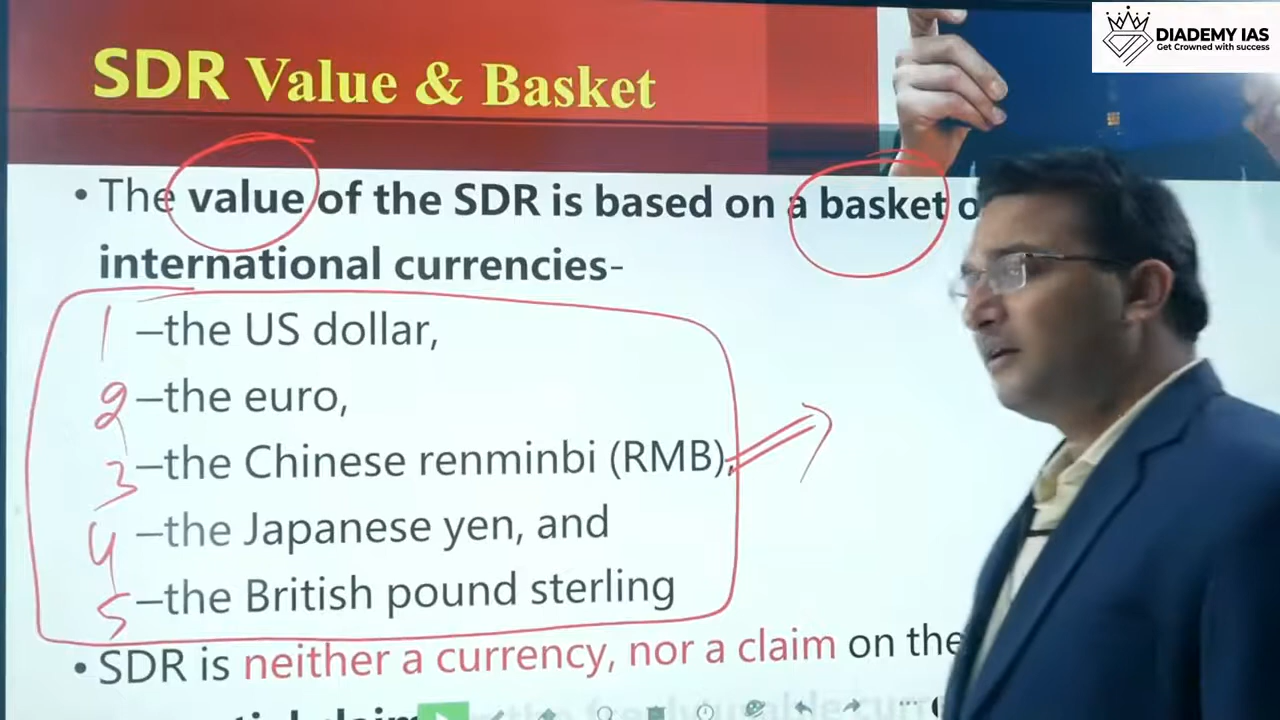 DIADEMY IAS
Get Crowned with success
SDR Value & Basket
• The value of the SDR is based on a basket
international currencies-
1 –the US dollar,
2 –the euro,
3 –the Chinese renminbi (RMB),
4 –the Japanese yen, and
5 –the British pound sterling
• SDR is neither a currency, nor a claim on the